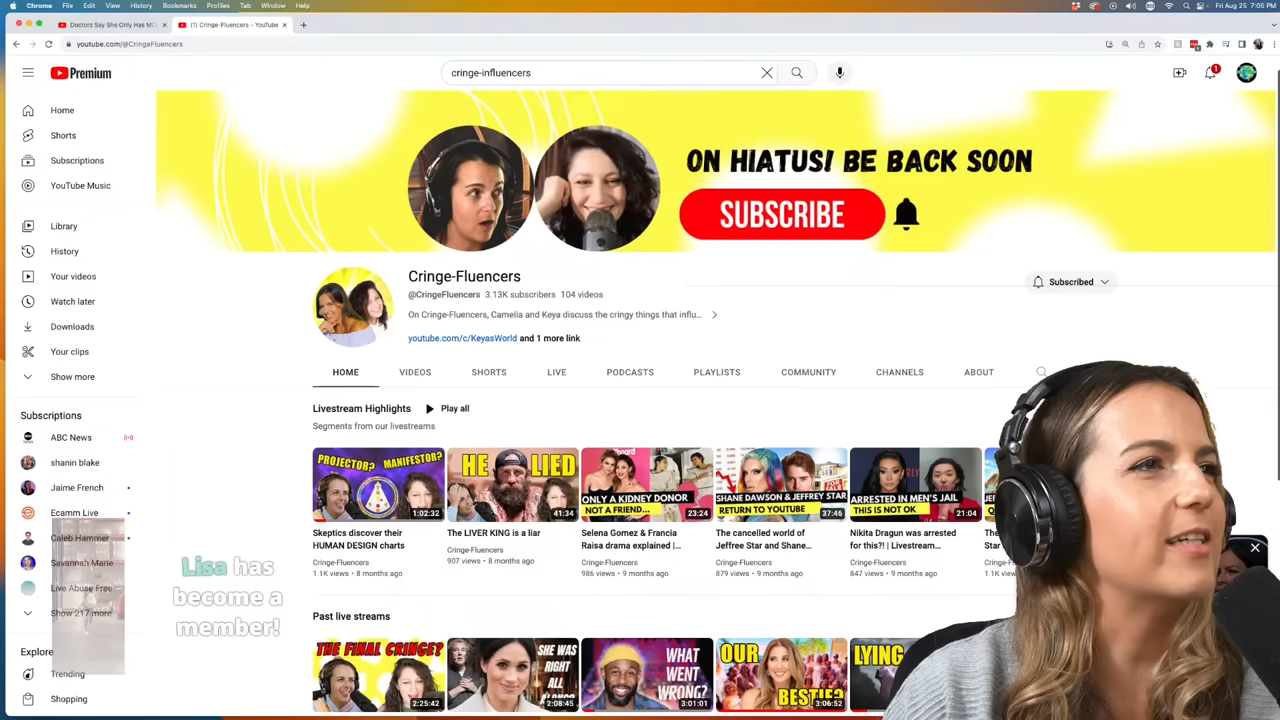 Chrome File Edit View History Bookmarks Profiles Tab Window Help
Fri Aug 25 7:05 PM
Doctors Say She Only Has MO
(1) Cringe-Fluencers - YouTube
youtube.com/@CringeFluencers
Premium
cringe-influencers
1
Home
Shorts
Subscriptions
YouTube Music
Library
History
Your videos
Watch later
Downloads
Your clips
Show more
Subscriptions
ABC News
shanin blake
Jaime French
Ecamm Live
Caleb Hammer
Savannah Marie
Live Abuse Free
Show 217 more
Explore
Trending
Shopping
Lisa has
become a
member!
ON HIATUS! BE BACK SOON
SUBSCRIBE
Cringe-Fluencers
@CringeFluencers 3.13K subscribers 104 videos
On Cringe-Fluencers, Camelia and Keya discuss the cringy things that influ...
youtube.com/c/KeyasWorld and 1 more link
Subscribed
HOME VIDEOS SHORTS LIVE PODCASTS PLAYLISTS COMMUNITY CHANNELS ABOUT
Livestream Highlights Play all
Segments from our livestreams
PROJECTOR? MANIFESTOR?
1:02:32
Skeptics discover their
HUMAN DESIGN charts
Cringe-Fluencers
1.1K views • 8 months ago
HE LIED
41:34
The LIVER KING is a liar
Cringe-Fluencers
907 views • 8 months ago
ONLY A KIDNEY DONOR
NOT A FRIEND...
23:24
Selena Gomez & Francia
Raisa drama explained |...
Cringe-Fluencers
986 views • 9 months ago
SHANE DAWSON & JEFFREY STAR
RETURN TO YOUTUBE
37:46
The cancelled world of
Jeffree Star and Shane...
Cringe-Fluencers
879 views • 9 months ago
ARRESTED IN MEN'S JAIL
THIS IS NOT OK
21:04
Nikita Dragun was arrested
for this?! | Livestream...
Cringe-Fluencers
847 views • 9 months ago
Star
1.1K vie
Past live streams
THE FINAL CRINGE?
2:25:42
SHE WAS
RIGHT
ALL
2:08:45
WHAT
WENT
WRONG?
3:01:01
OUR
BESTIE?
3:06:52
LYING